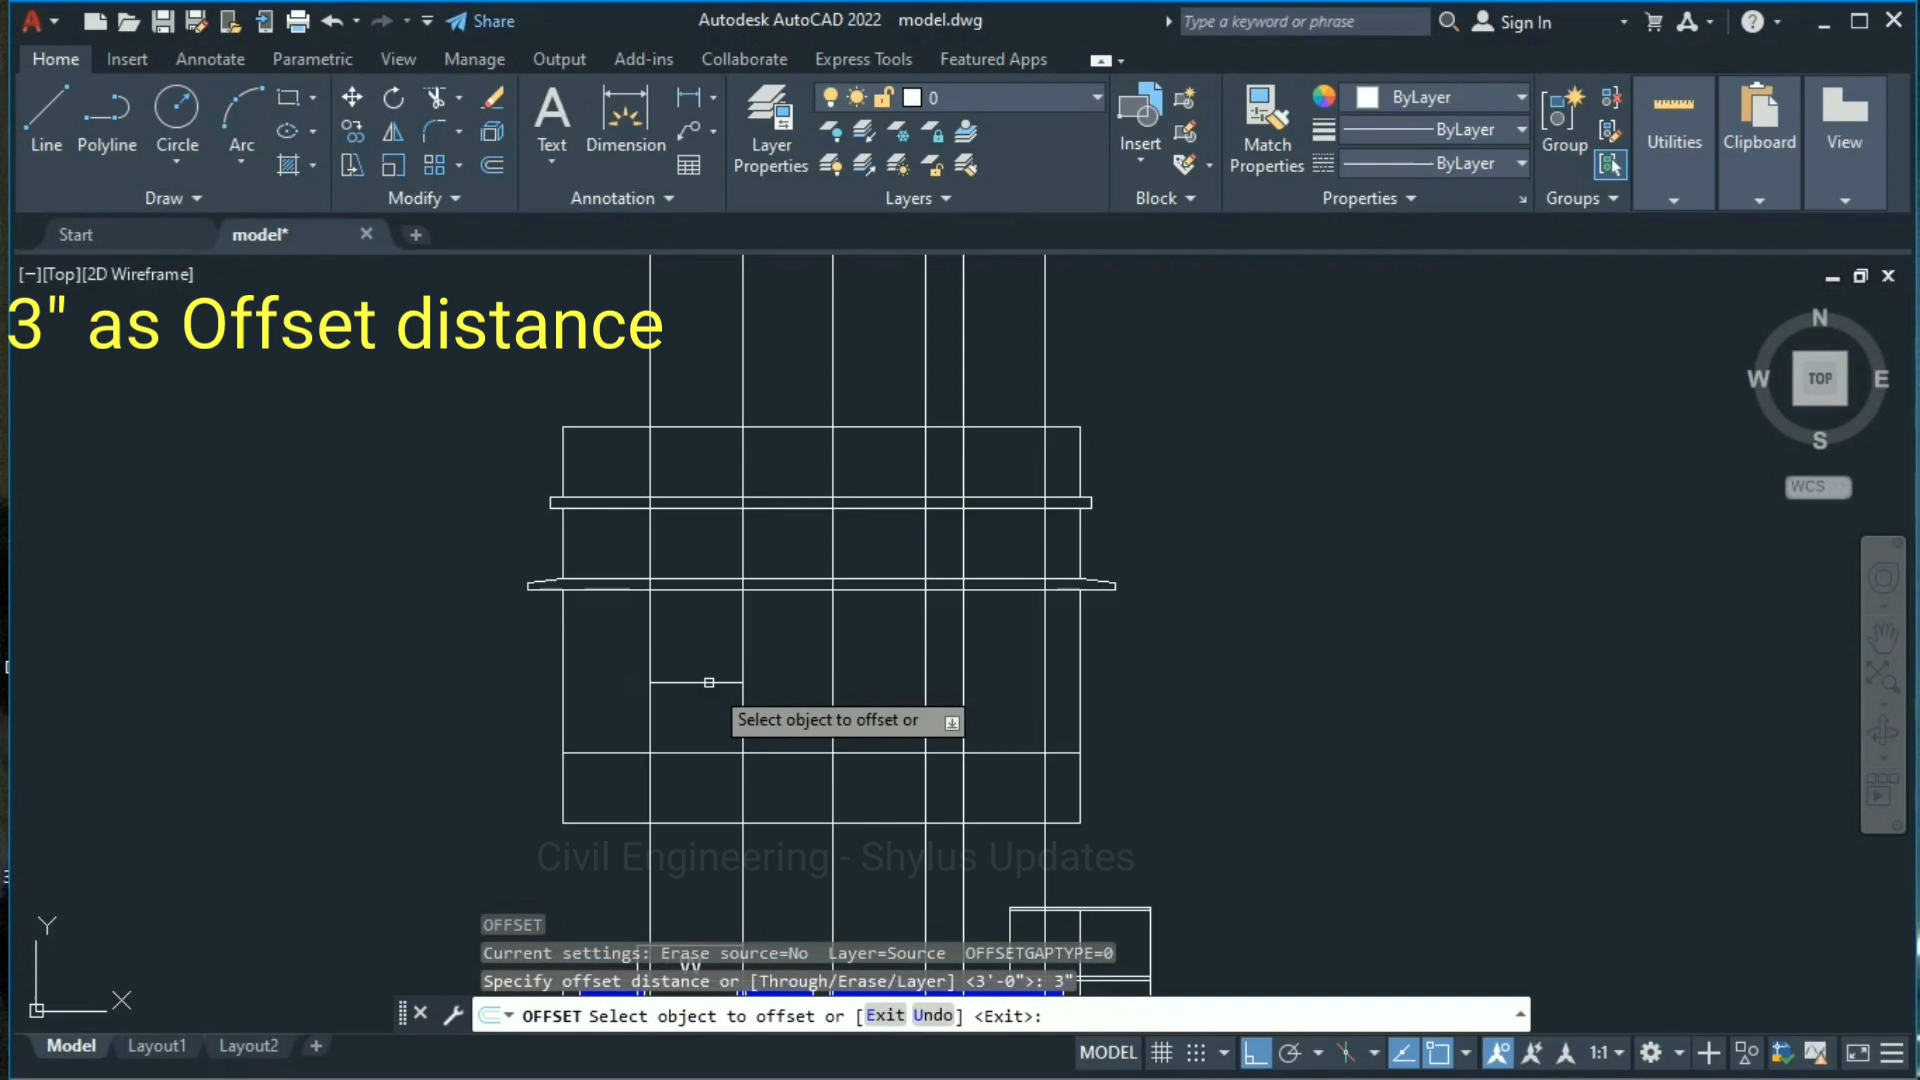 Share
Autodesk AutoCAD 2022 model.dwg
Type a keyword or phrase
Sign In
Home Insert Annotate Parametric View Manage Output Add-ins Collaborate Express Tools Featured Apps
Line Polyline Circle Arc
Draw
Modify
Text Dimension
Annotation
Layer Properties
0
Layers
Insert
Block
Match Properties
ByLayer
ByLayer
ByLayer
Properties
Group
Groups
Utilities
Clipboard
View
Start model*
[−][Top][2D Wireframe]
3" as Offset distance
N
W TOP E
S
WCS
Select object to offset or
Civil Engineering - Shylus Updates
Y
X
W
OFFSET
Current settings: Erase source=No Layer=Source OFFSETGAPTYPE=0
Specify offset distance or [Through/Erase/Layer] <3'-0">: 3"
OFFSET Select object to offset or [Exit Undo] <Exit>:
Model Layout1 Layout2
MODEL 1:1